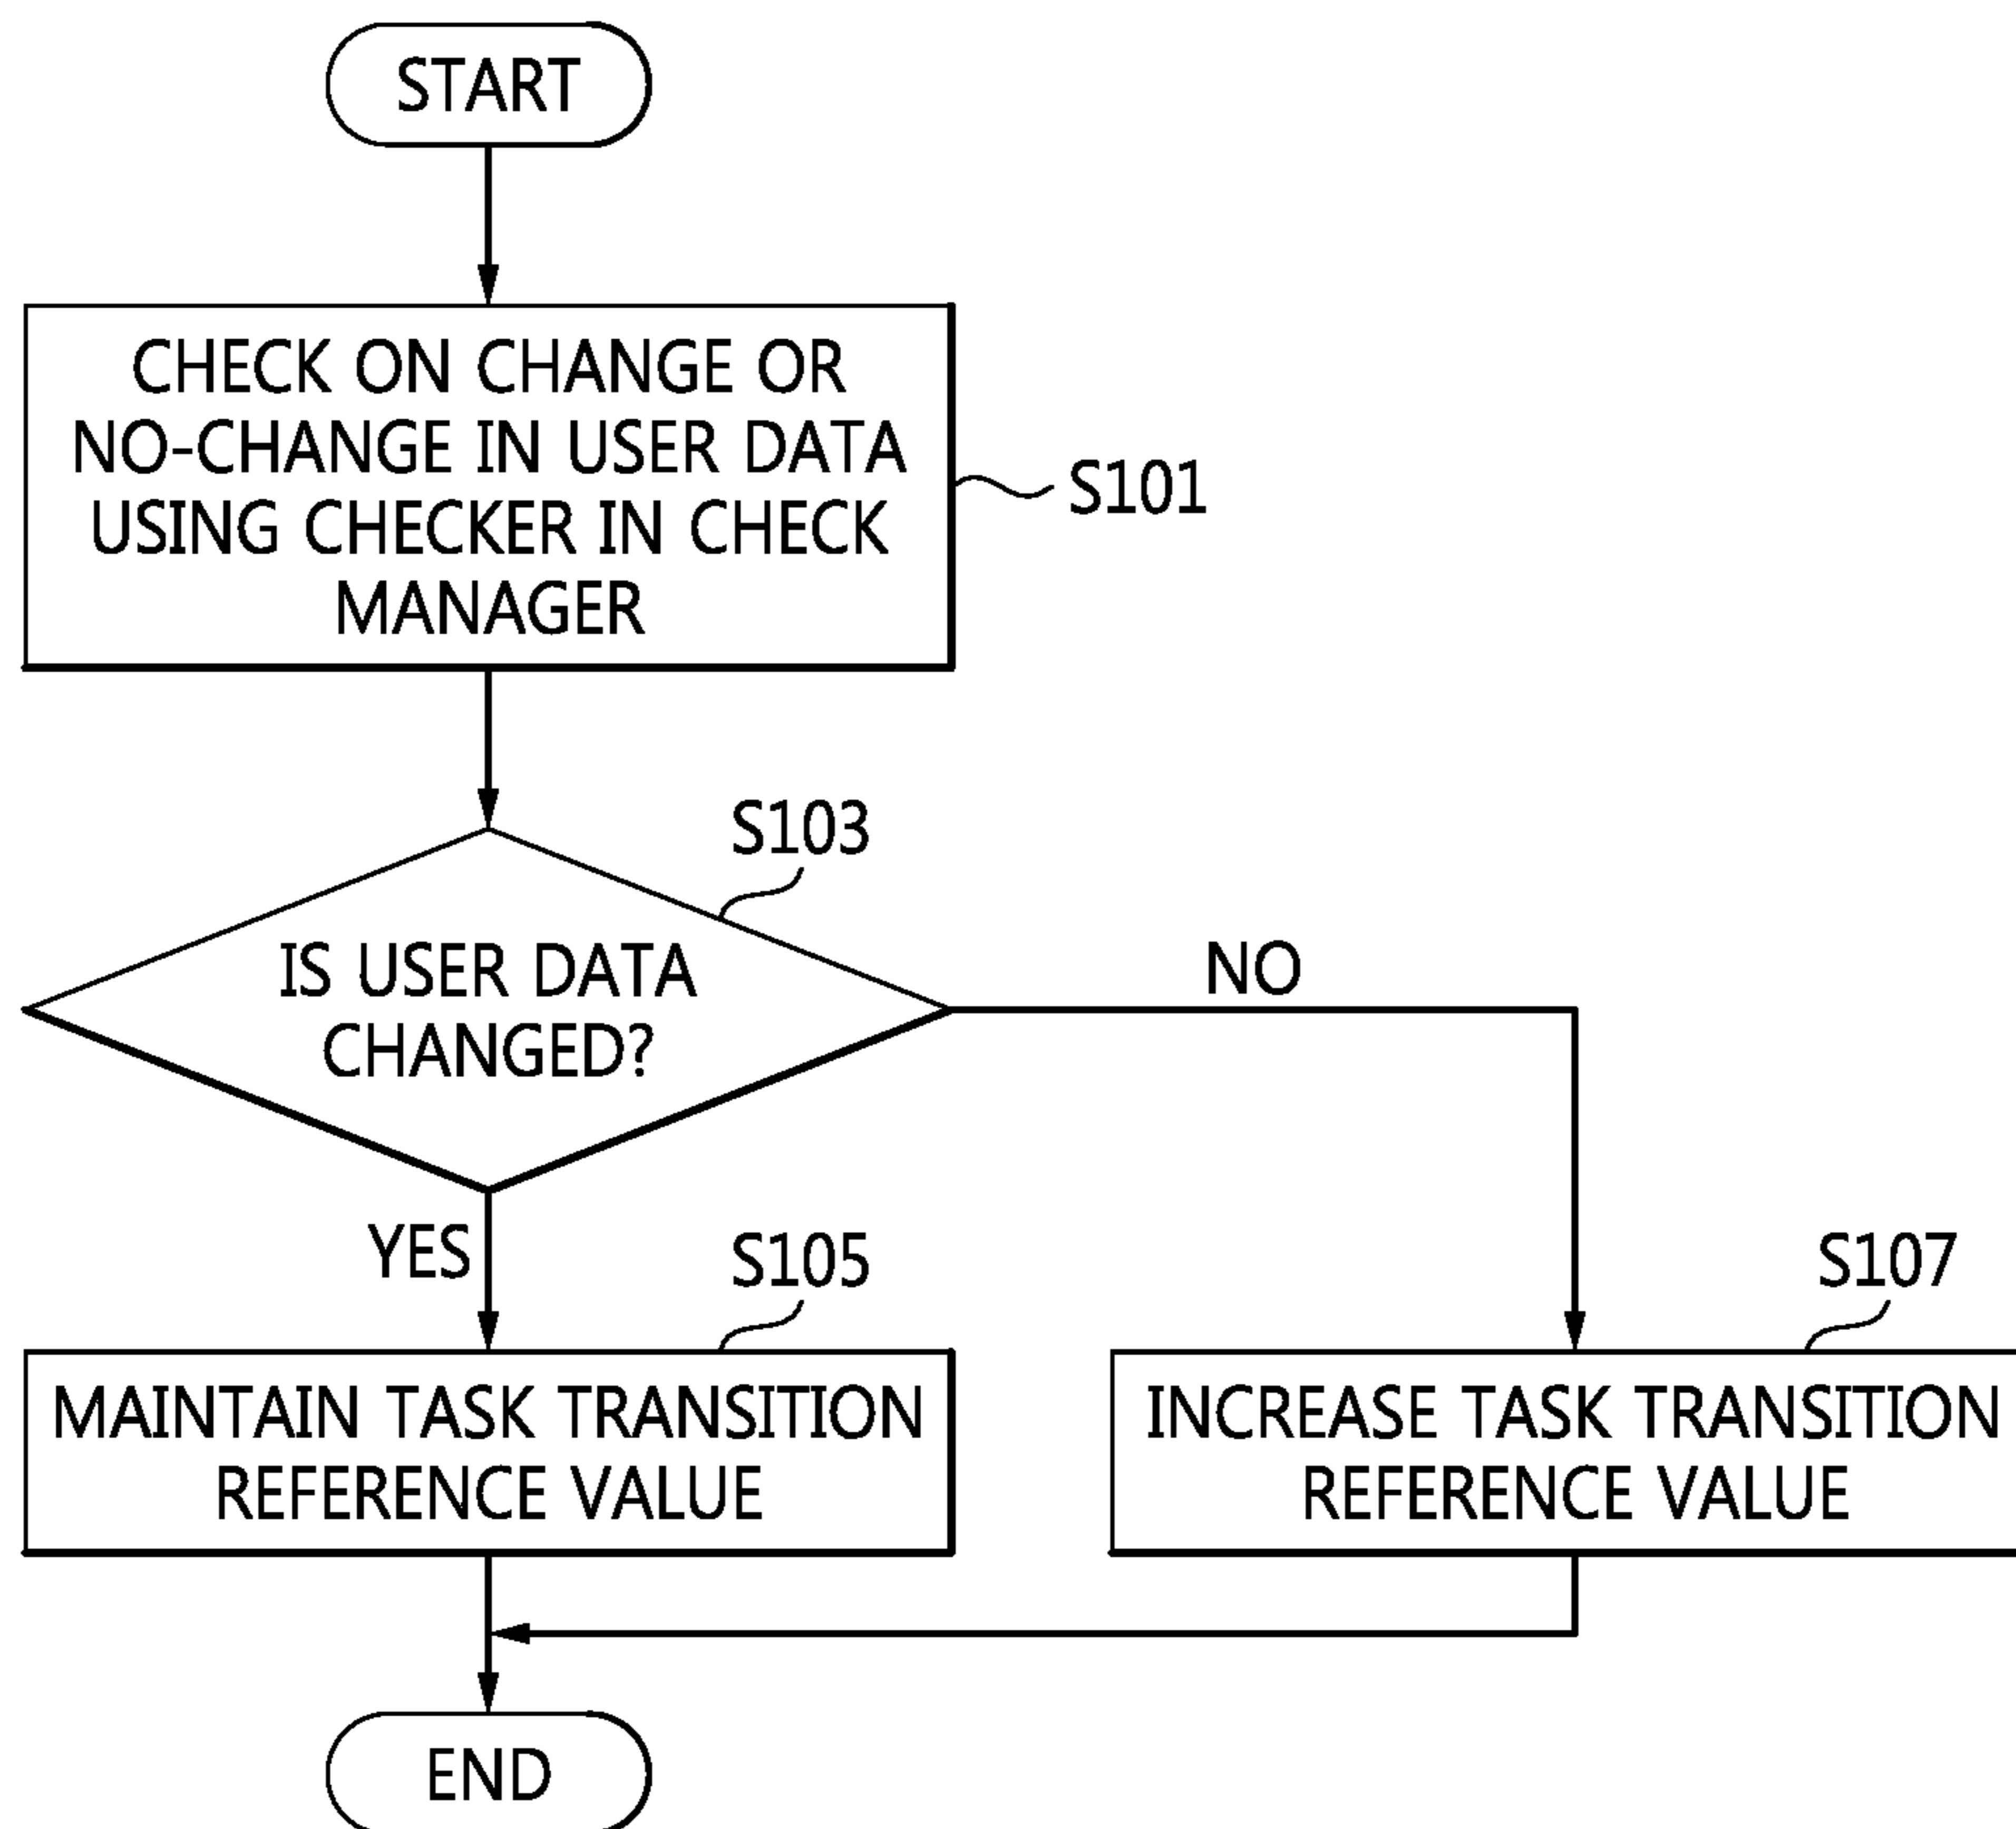 START
CHECK ON CHANGE OR
NO-CHANGE IN USER DATA
USING CHECKER IN CHECK
MANAGER
S101
S103
IS USER DATA
CHANGED?
NO
YES
S105
S107
MAINTAIN TASK TRANSITION
REFERENCE VALUE
INCREASE TASK TRANSITION
REFERENCE VALUE
END